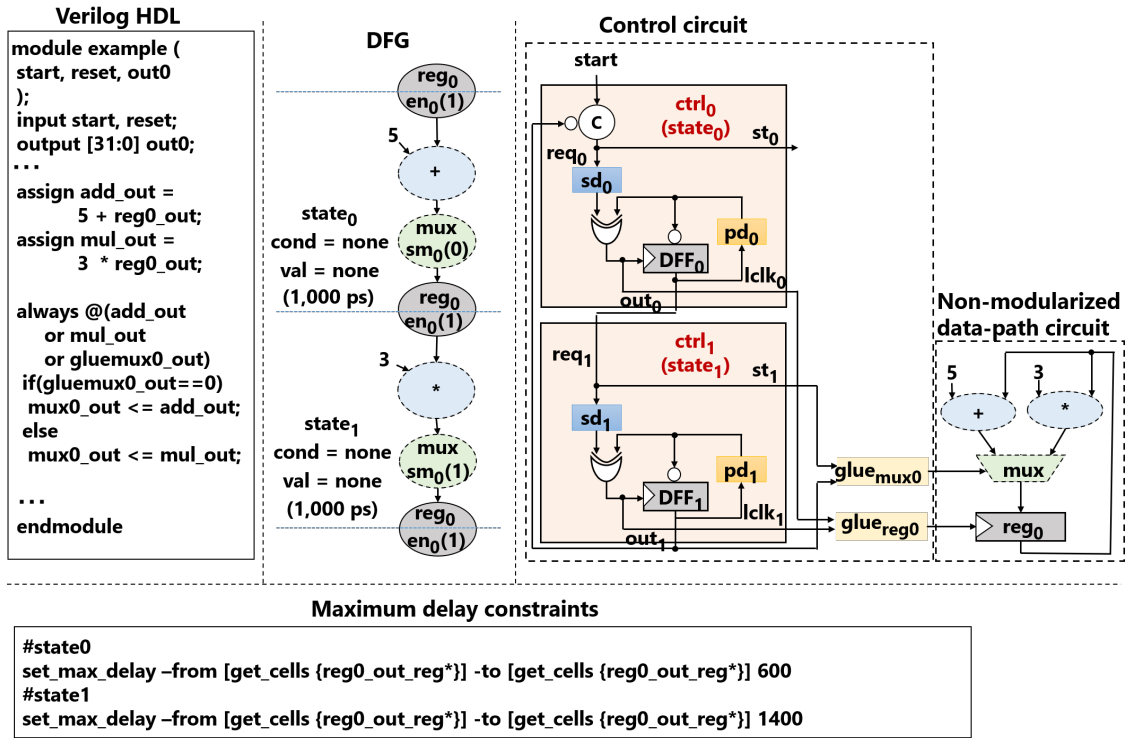 Verilog HDL
module example (
start, reset, out0
);
input start, reset;
output [31:0] out0;
...
assign add_out =
5 + reg0_out;
assign mul_out =
3 * reg0_out;
always @(add_out
or mul_out
or gluemux0_out)
if(gluemux0_out==0)
mux0_out <= add_out;
else
mux0_out <= mul_out;
...
endmodule
DFG
reg0
en0(1)
5
+
state0
cond = none
val = none
(1,000 ps)
mux
sm0(0)
reg0
en0(1)
3
*
state1
cond = none
val = none
(1,000 ps)
mux
sm0(1)
reg0
en0(1)
Control circuit
start
ctrl0
(state0)
C
st0
req0
sd0
pd0
DFF0
lclk0
out0
ctrl1
(state1)
req1
st1
sd1
pd1
DFF1
lclk1
out1
gluemux0
gluereg0
Non-modularized
data-path circuit
5
3
+
*
mux
reg0
Maximum delay constraints
#state0
set_max_delay –from [get_cells {reg0_out_reg*}] -to [get_cells {reg0_out_reg*}] 600
#state1
set_max_delay –from [get_cells {reg0_out_reg*}] -to [get_cells {reg0_out_reg*}] 1400